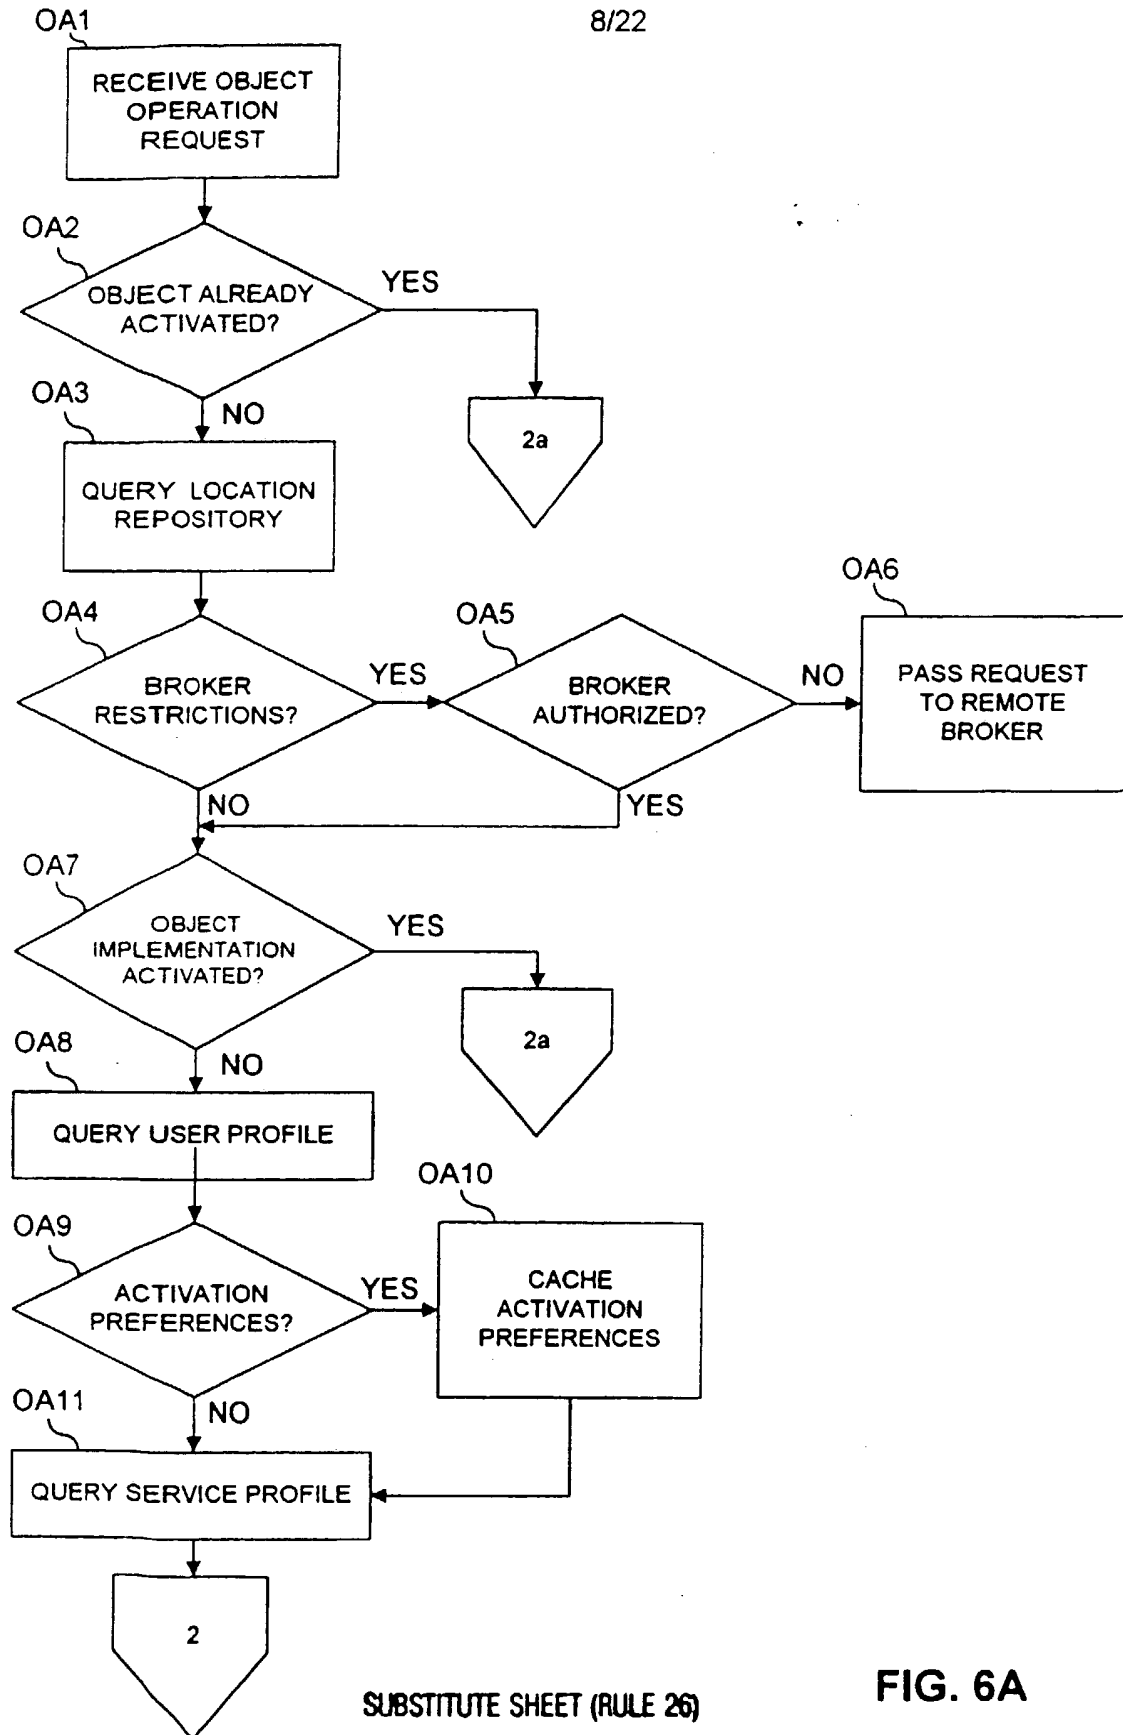 OA1
8/22
RECEIVE OBJECT
OPERATION
REQUEST
OA2
OBJECT ALREADY
ACTIVATED?
YES
2a
NO
OA3
QUERY LOCATION
REPOSITORY
OA4
BROKER
RESTRICTIONS?
YES
OA5
BROKER
AUTHORIZED?
NO
OA6
PASS REQUEST
TO REMOTE
BROKER
NO
YES
OA7
OBJECT
IMPLEMENTATION
ACTIVATED?
YES
2a
NO
OA8
QUERY USER PROFILE
OA9
ACTIVATION
PREFERENCES?
YES
OA10
CACHE
ACTIVATION
PREFERENCES
NO
OA11
QUERY SERVICE PROFILE
2
SUBSTITUTE SHEET (RULE 26)
FIG. 6A